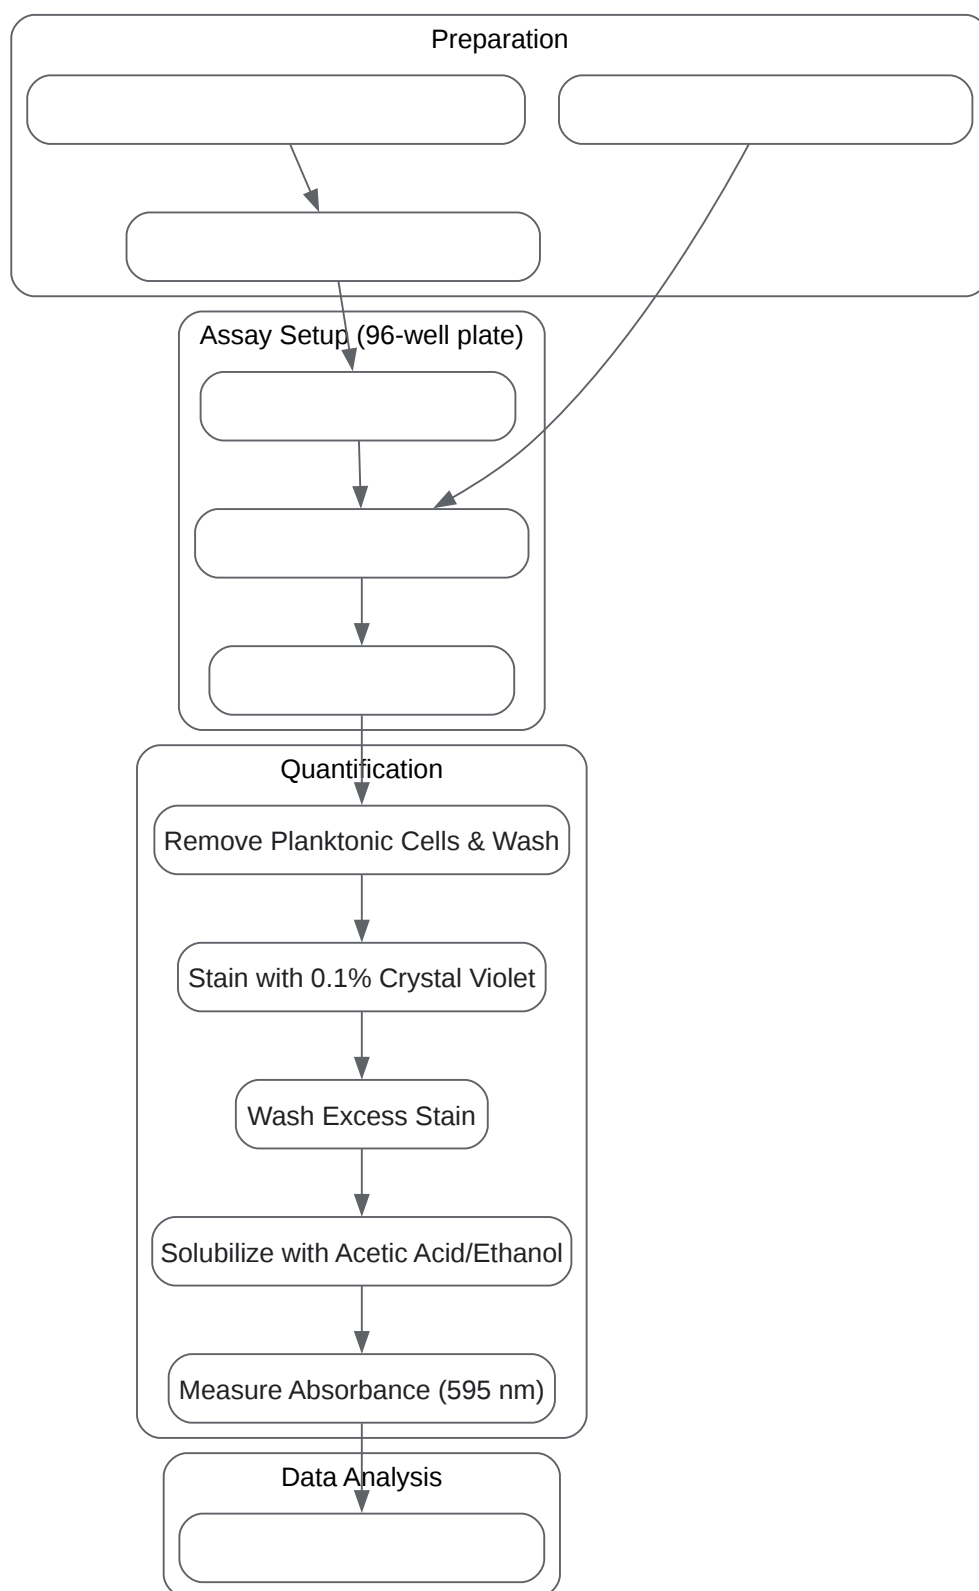 Preparation
Assay Setup (96-well plate)
Quantification
Remove Planktonic Cells & Wash
Stain with 0.1% Crystal Violet
Wash Excess Stain
Solubilize with Acetic Acid/Ethanol
Measure Absorbance (595 nm)
Data Analysis